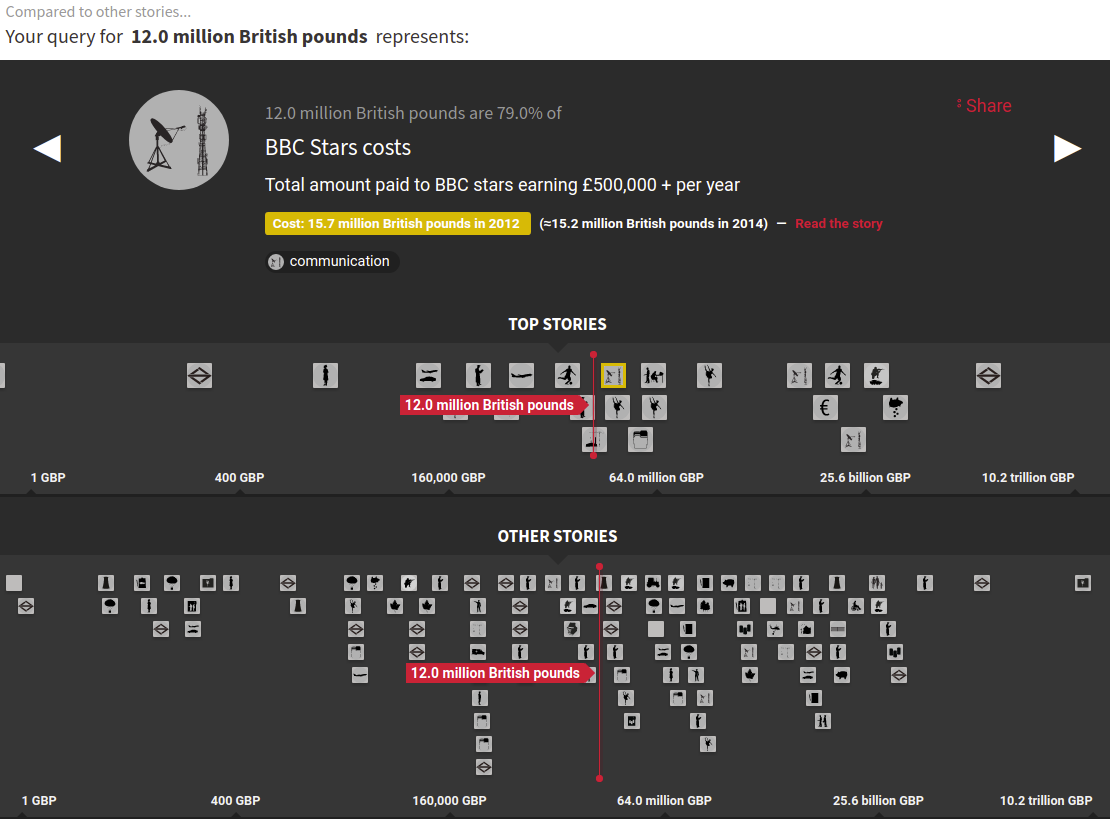 Compared to other stories...
Your query for 12.0 million British pounds represents:
Share
12.0 million British pounds are 79.0% of
BBC Stars costs
Total amount paid to BBC stars earning £500,000 + per year
Cost: 15.7 million British pounds in 2012 (≈15.2 million British pounds in 2014) — Read the story
communication
TOP STORIES
12.0 million British pounds
€
1 GBP 400 GBP 160,000 GBP 64.0 million GBP 25.6 billion GBP 10.2 trillion GBP
OTHER STORIES
12.0 million British pounds
1 GBP 400 GBP 160,000 GBP 64.0 million GBP 25.6 billion GBP 10.2 trillion GBP